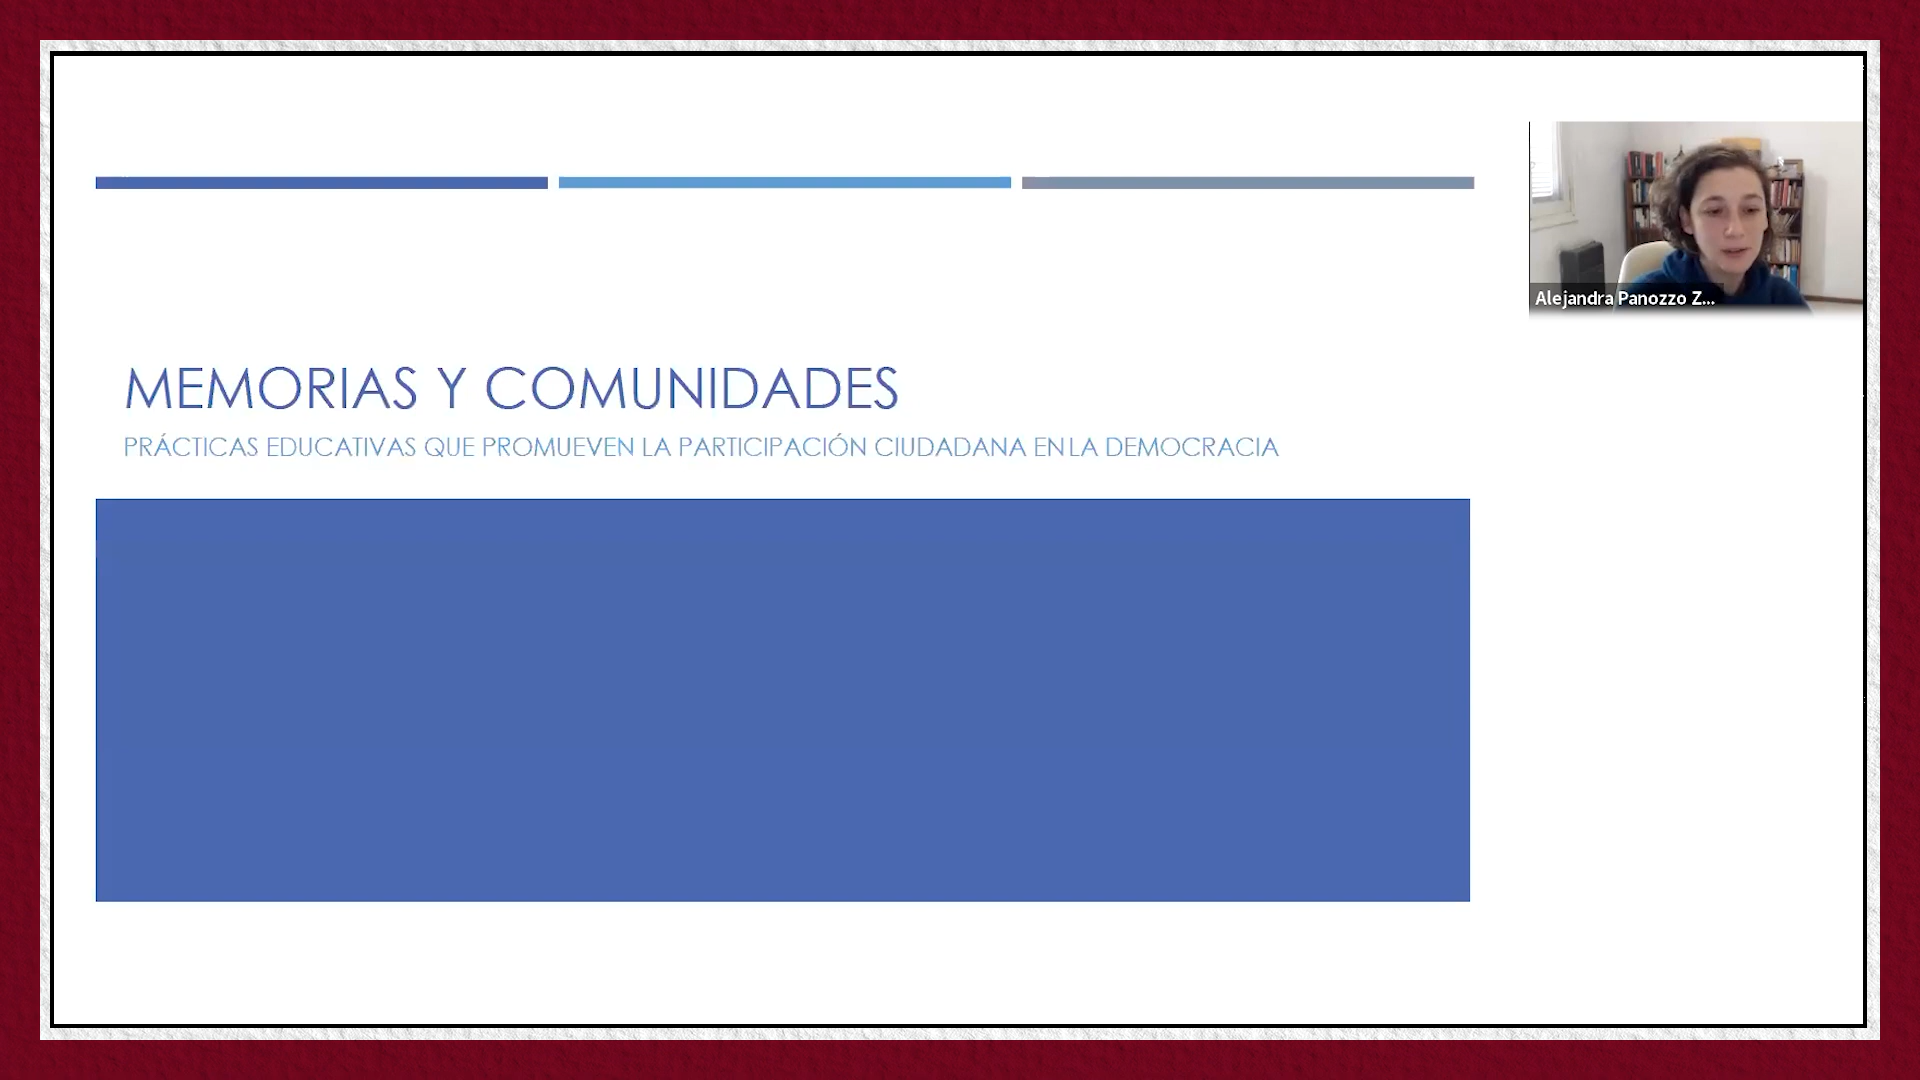 MEMORIAS Y COMUNIDADES
PRÁCTICAS EDUCATIVAS QUE PROMUEVEN LA PARTICIPACIÓN CIUDADANA EN LA DEMOCRACIA
Alejandra Panozzo Z...